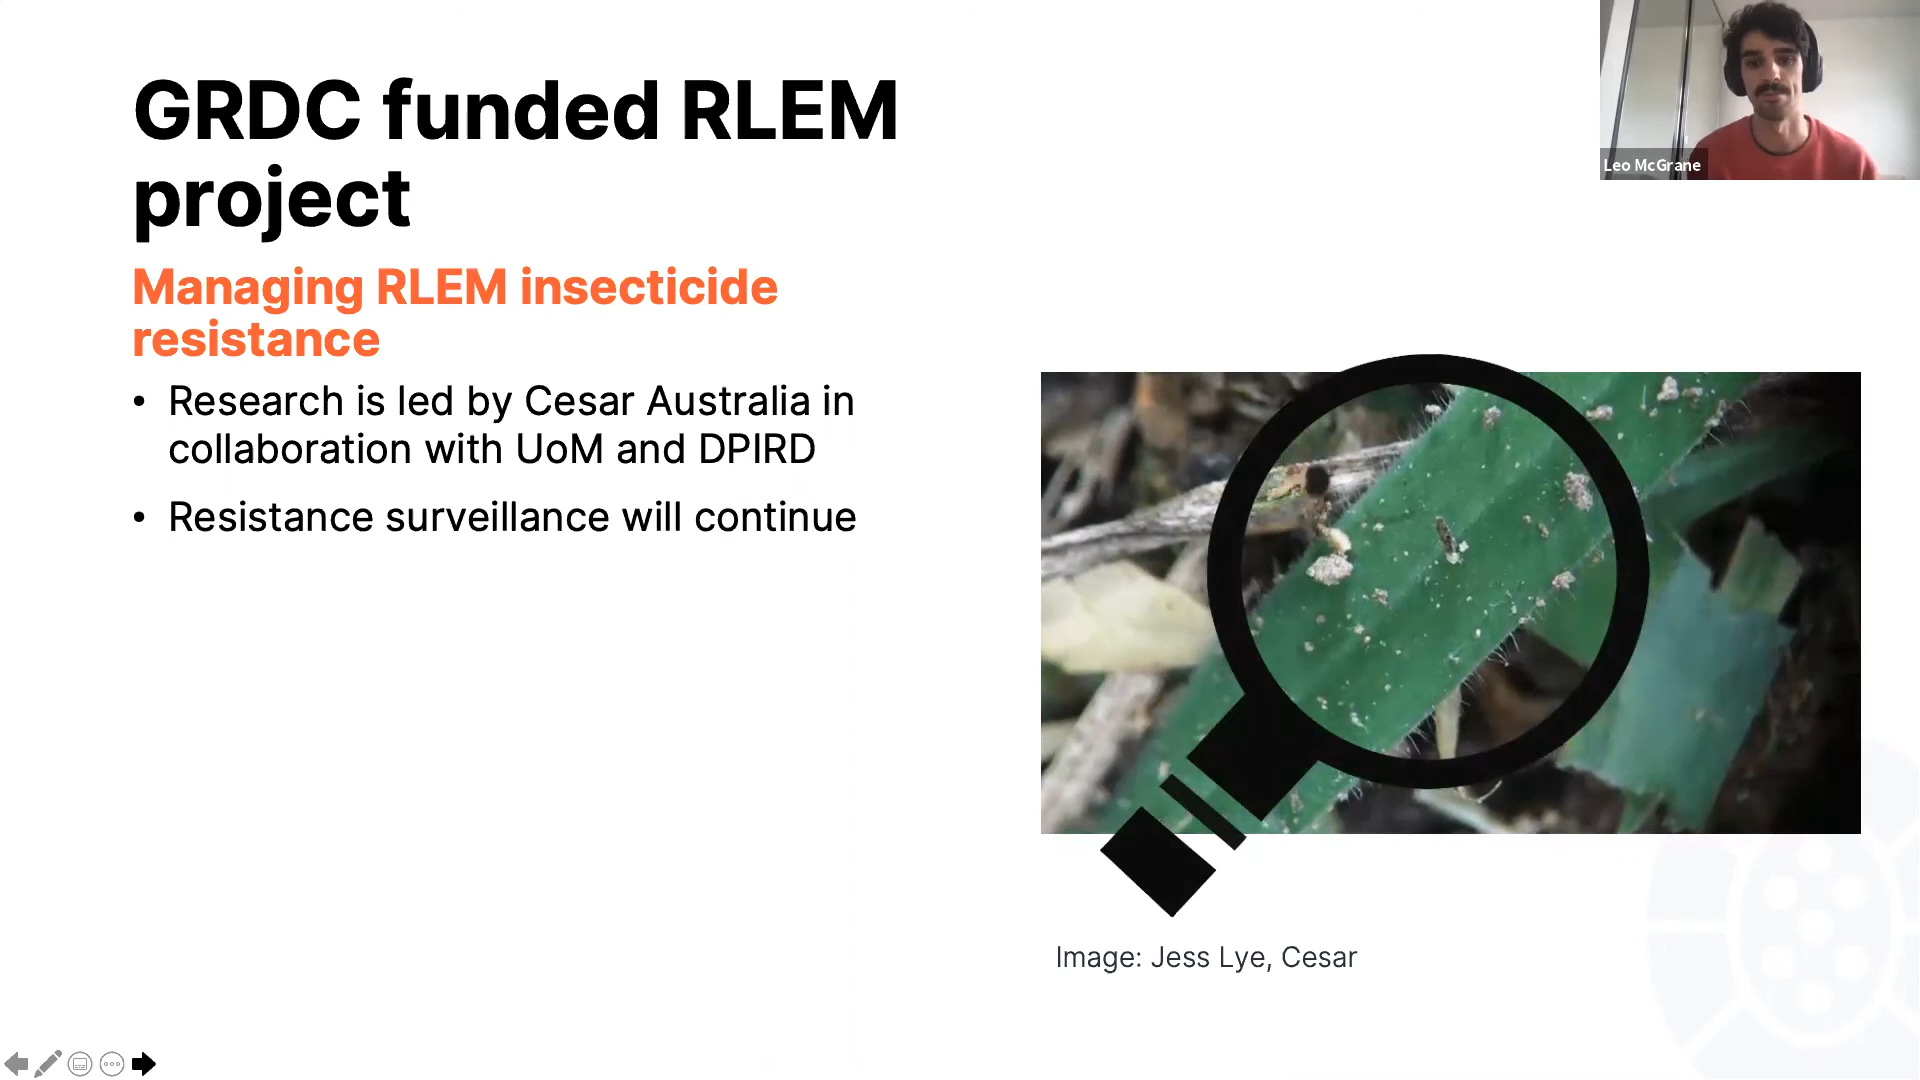 GRDC funded RLEM
project
Managing RLEM insecticide
resistance
• Research is led by Cesar Australia in
collaboration with UoM and DPIRD
• Resistance surveillance will continue
Leo McGrane
Image: Jess Lye, Cesar